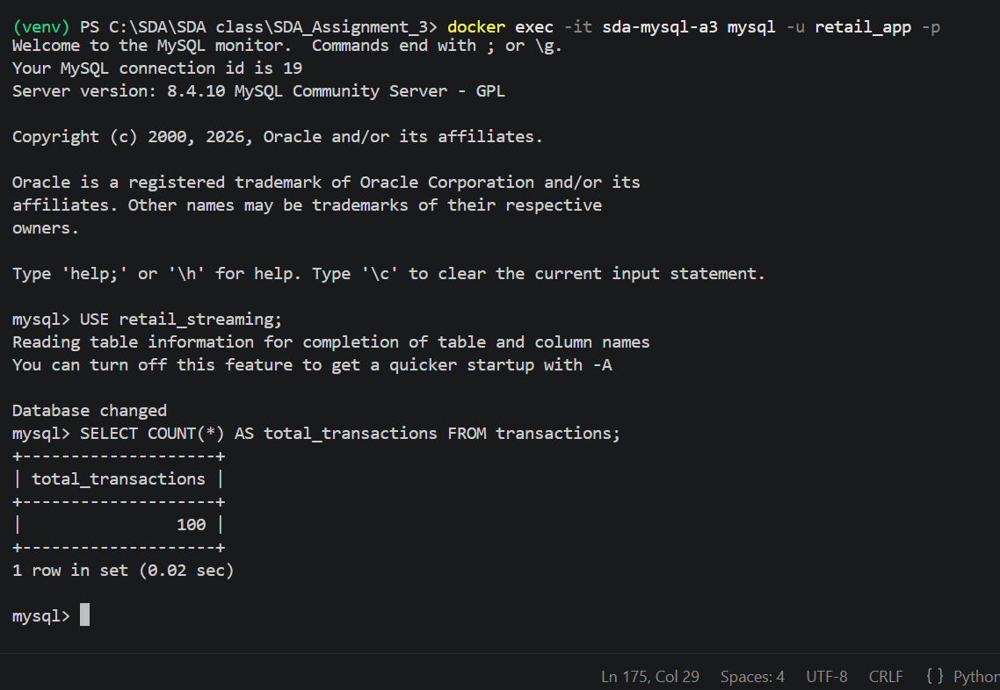 (venv) PS C:\SDA\SDA class\SDA_Assignment_3> docker exec -it sda-mysql-a3 mysql -u retail_app -p
Welcome to the MySQL monitor.  Commands end with ; or \g.
Your MySQL connection id is 19
Server version: 8.4.10 MySQL Community Server - GPL
Copyright (c) 2000, 2026, Oracle and/or its affiliates.
Oracle is a registered trademark of Oracle Corporation and/or its
affiliates. Other names may be trademarks of their respective
owners.
Type 'help;' or '\h' for help. Type '\c' to clear the current input statement.
mysql> USE retail_streaming;
Reading table information for completion of table and column names
You can turn off this feature to get a quicker startup with -A
Database changed
mysql> SELECT COUNT(*) AS total_transactions FROM transactions;
+--------------------+
| total_transactions |
+--------------------+
|                100 |
+--------------------+
1 row in set (0.02 sec)
mysql>
Ln 175, Col 29 Spaces: 4 UTF-8 CRLF { } Python